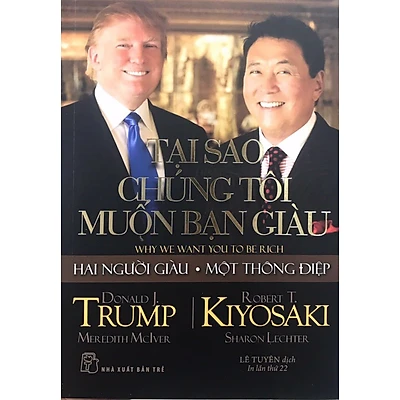 TẠI SAO
CHÚNG TÔI
MUỐN BẠN GIÀU
WHY WE WANT YOU TO BE RICH
HAI NGƯỜI GIÀU • MỘT THÔNG ĐIỆP
DONALD J.
TRUMP
MEREDITH MCIVER
ROBERT T.
KIYOSAKI
SHARON LECHTER
LÊ TUYÊN dịch
In lần thứ 22
NHÀ XUẤT BẢN TRẺ